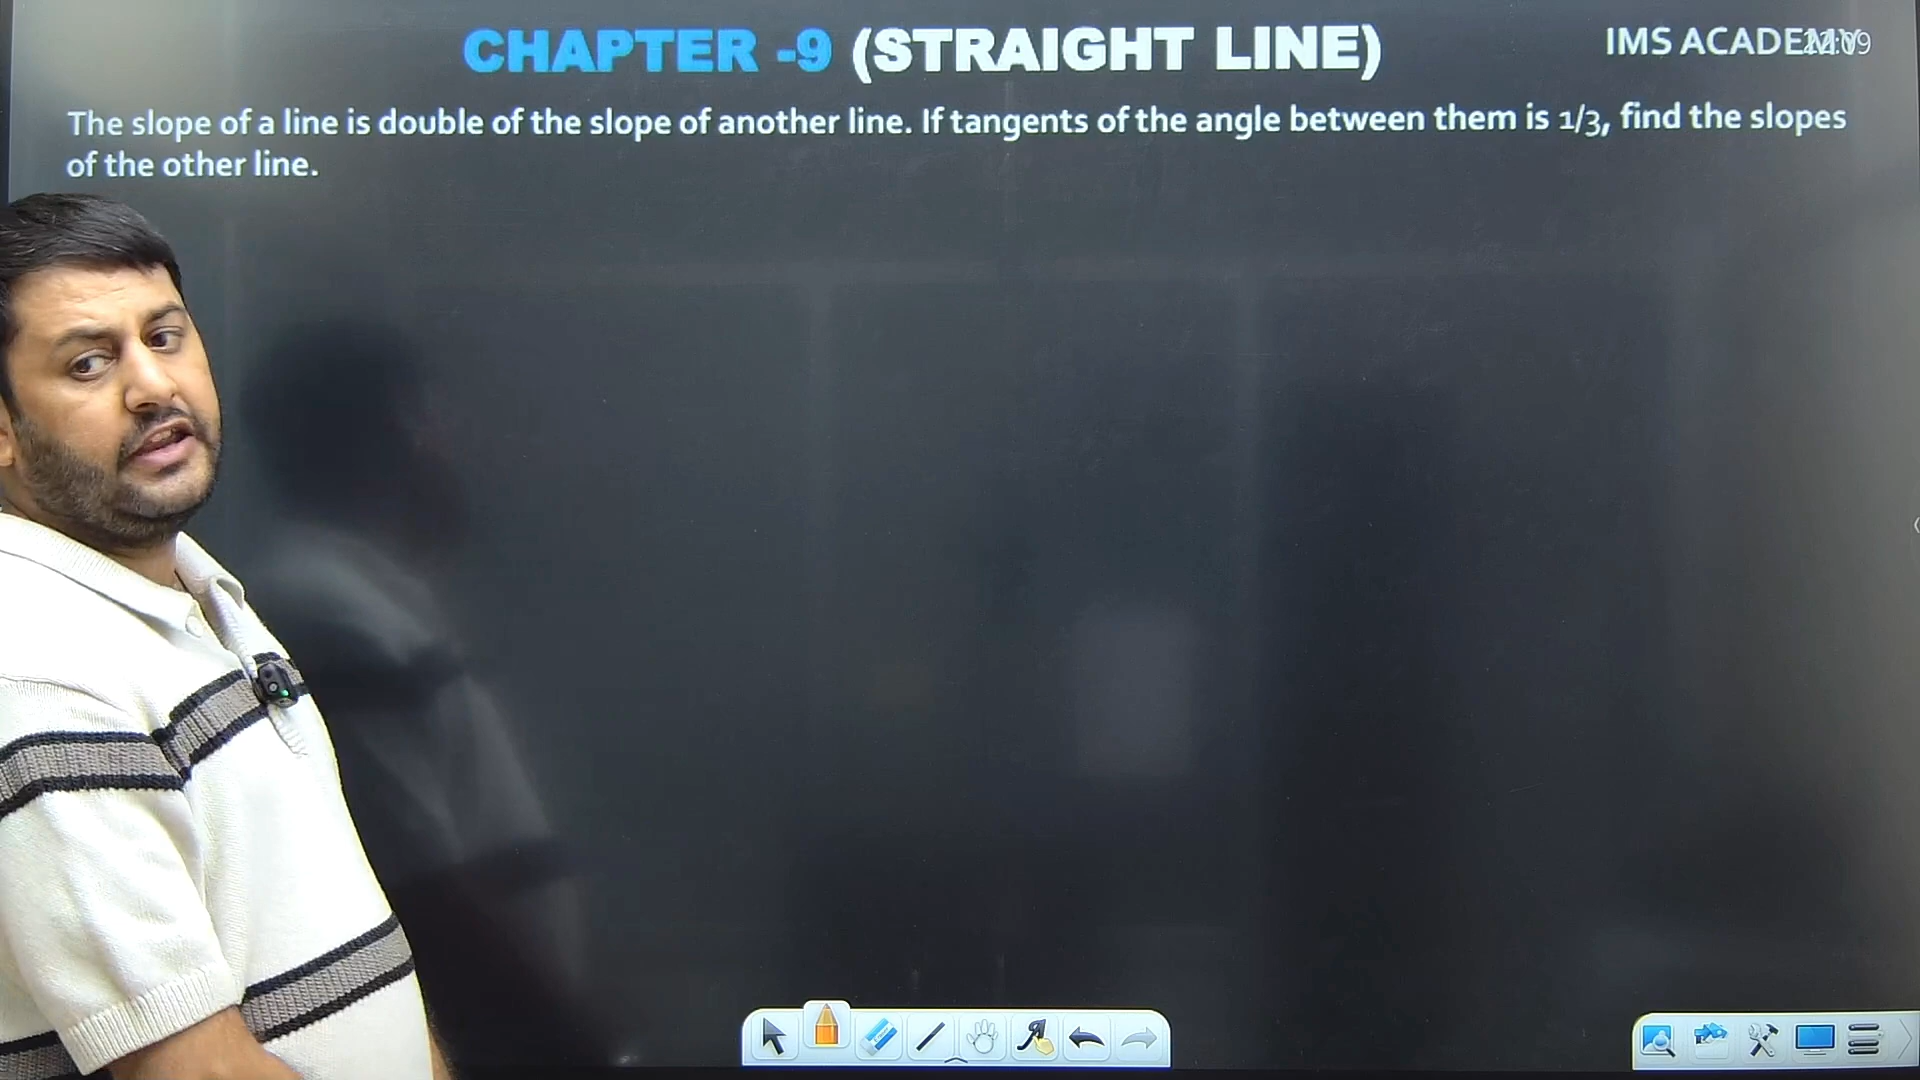 CHAPTER -9 (STRAIGHT LINE)
IMS ACADEMY
The slope of a line is double of the slope of another line. If tangents of the angle between them is 1/3, find the slopes
of the other line.